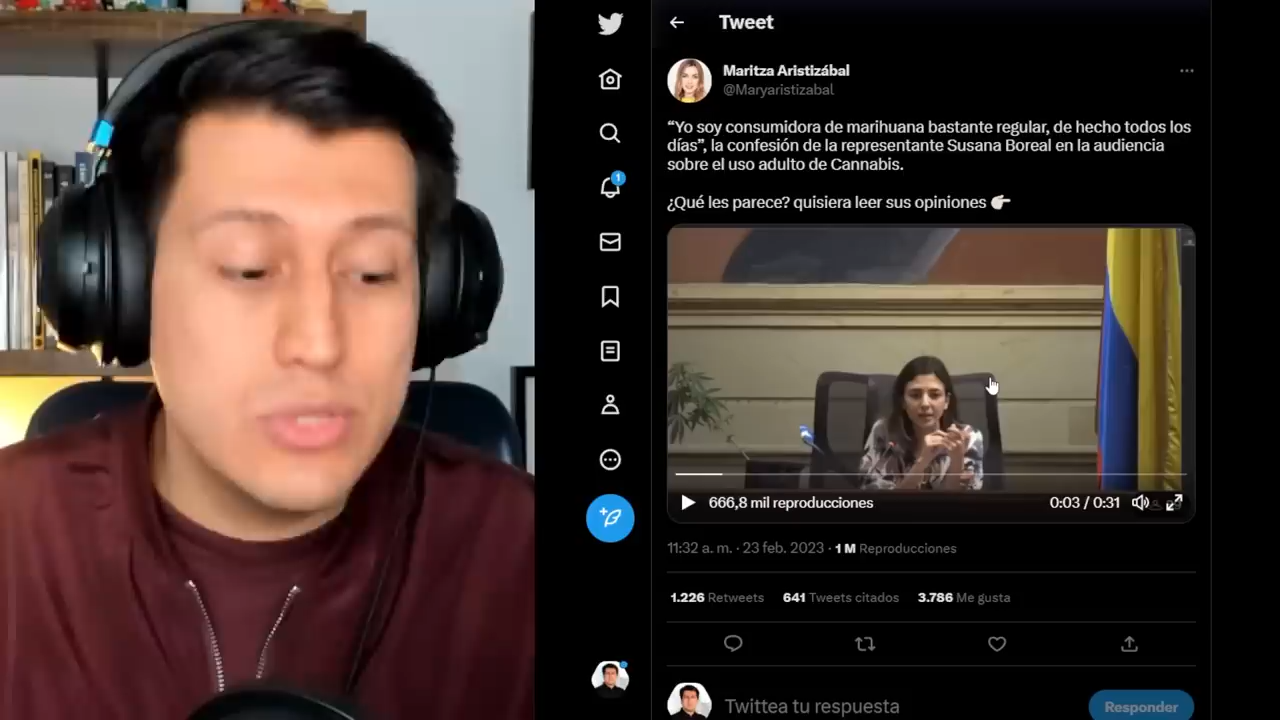 Tweet
Maritza Aristizábal
@Maryaristizabal
“Yo soy consumidora de marihuana bastante regular, de hecho todos los
días”, la confesión de la representante Susana Boreal en la audiencia
sobre el uso adulto de Cannabis.
¿Qué les parece? quisiera leer sus opiniones
1
666,8 mil reproducciones
0:03 / 0:31
11:32 a. m. · 23 feb. 2023 · 1 M Reproducciones
1.226 Retweets 641 Tweets citados 3.786 Me gusta
Twittea tu respuesta
Responder